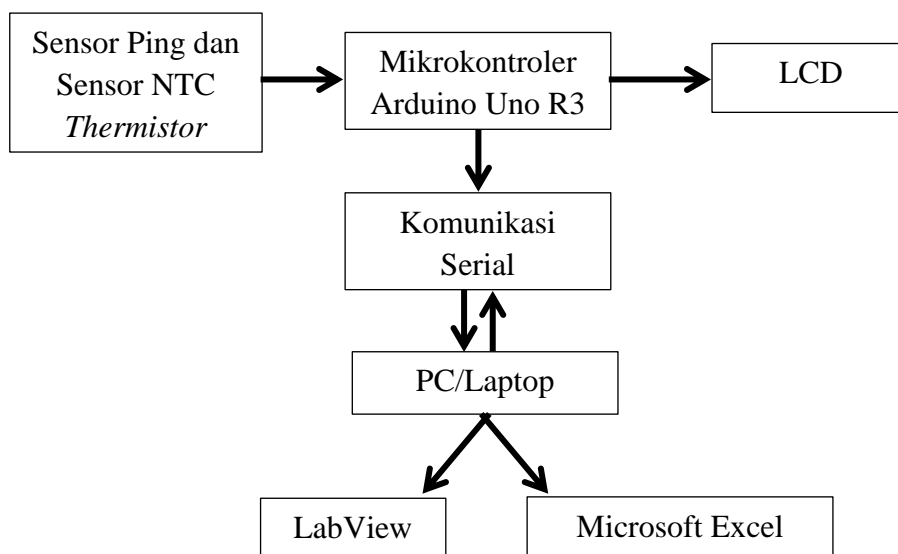 Sensor Ping dan
Sensor NTC
Thermistor
Mikrokontroler
Arduino Uno R3
LCD
Komunikasi
Serial
PC/Laptop
LabView
Microsoft Excel